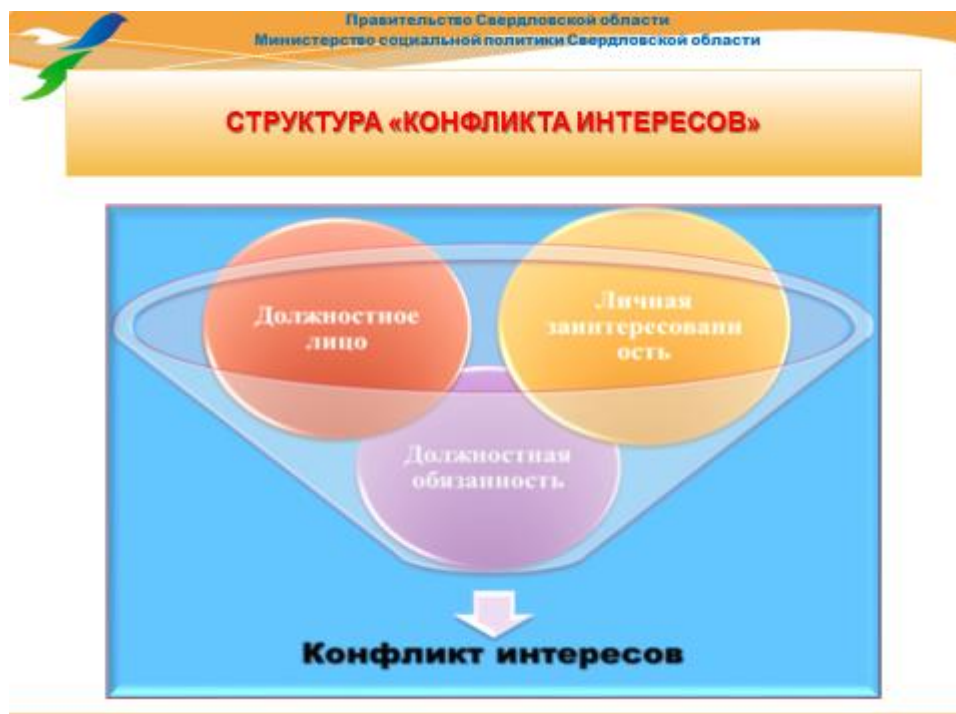 Правительство Свердловской области
Министерство социальной политики Свердловской области
СТРУКТУРА «КОНФЛИКТА ИНТЕРЕСОВ»
Должностное
лицо
Личная
заинтересованн
ость
Должностная
обязанность
Конфликт интересов